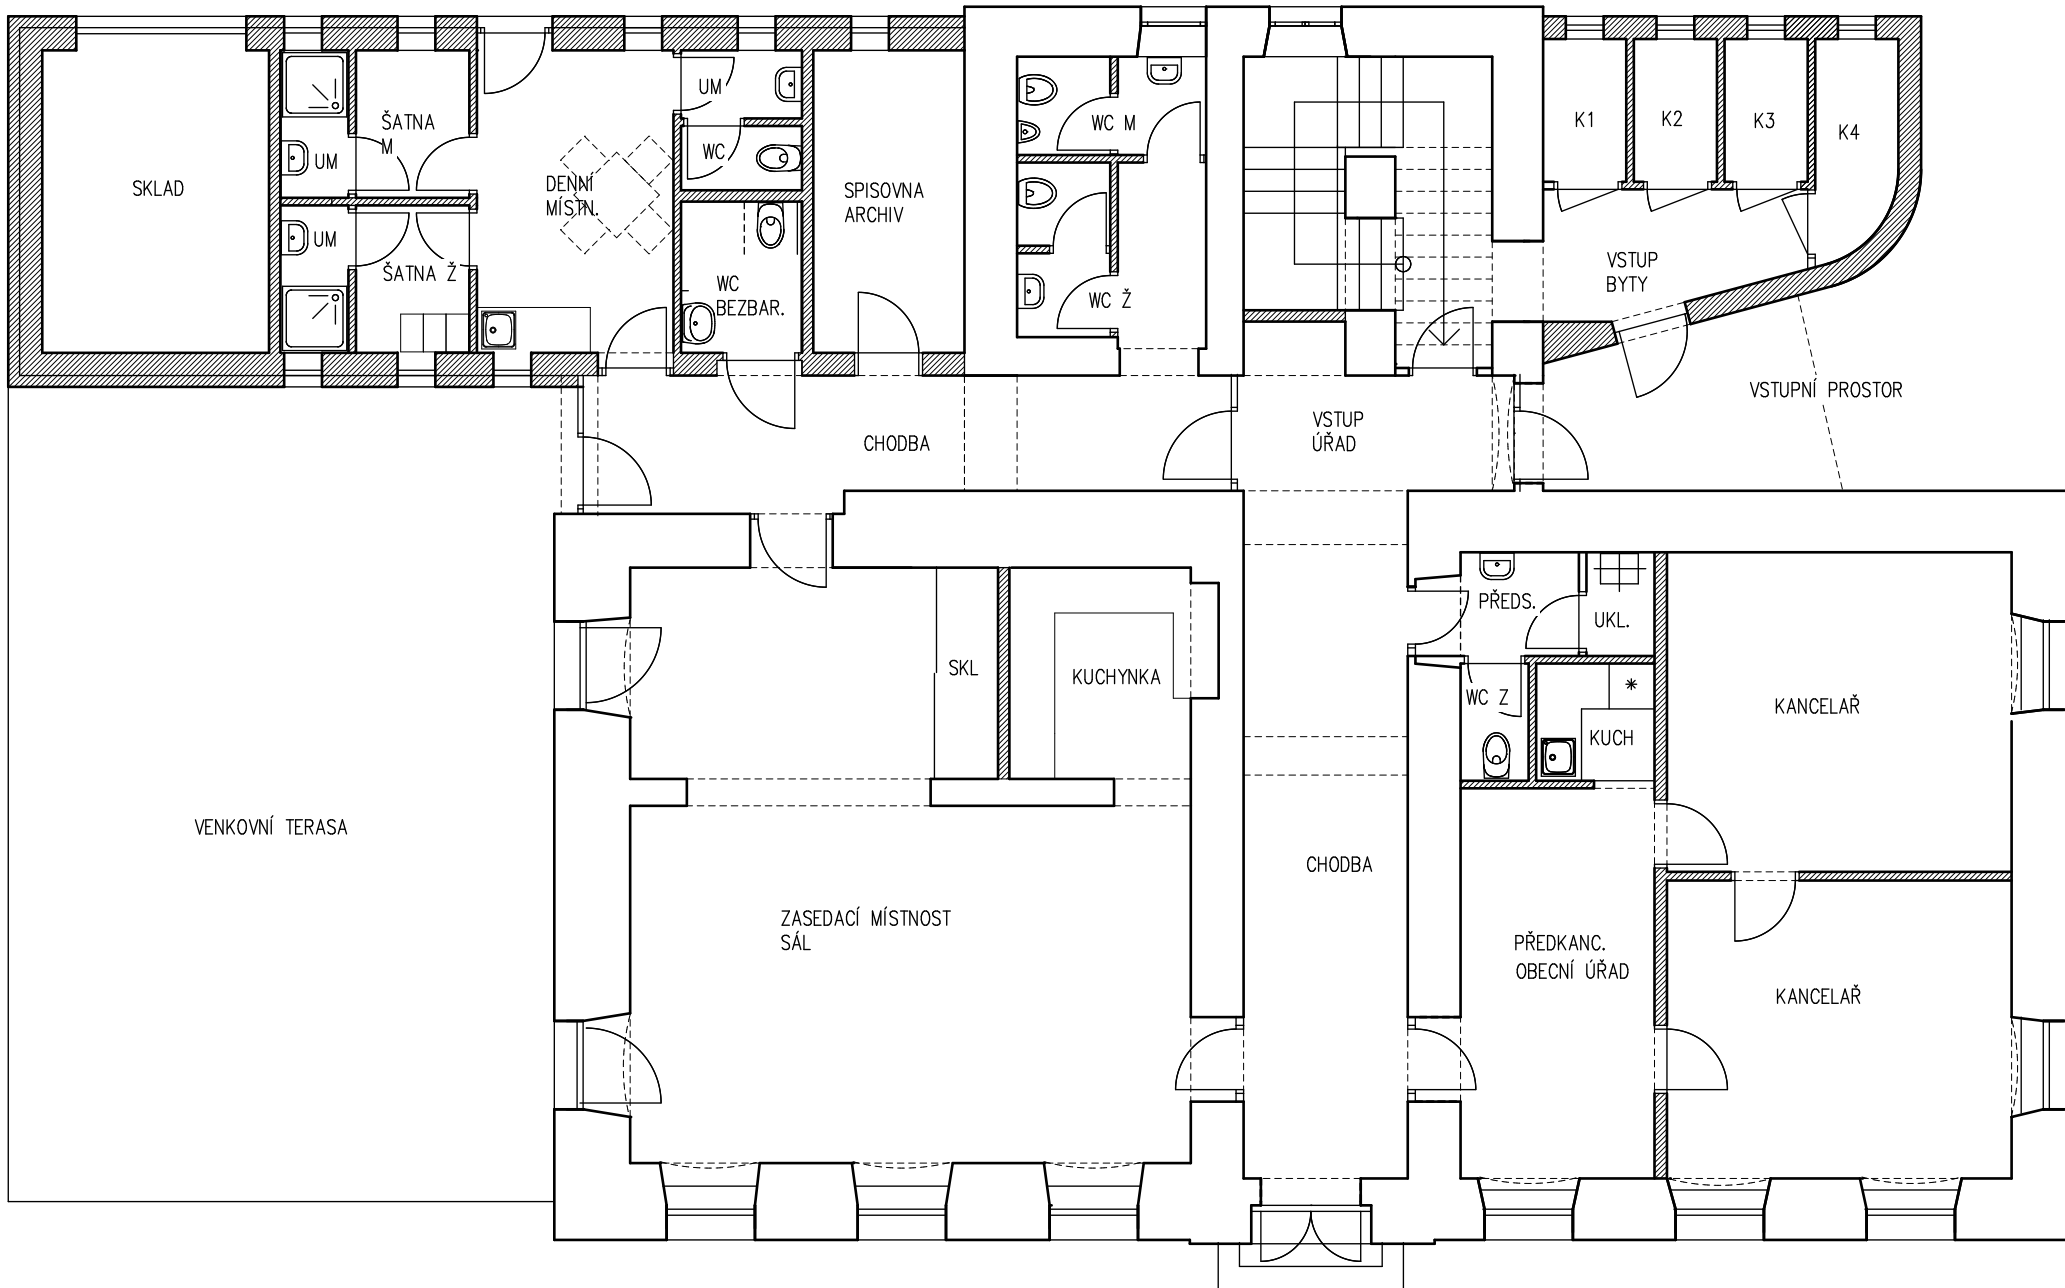 SKLAD
ŠATNA
M
UM
UM
ŠATNA Ž
DENNÍ
MÍSTN.
UM
WC
WC
BEZBAR.
SPISOVNA
ARCHIV
WC M
WC Ž
K1
K2
K3
K4
VSTUP
BYTY
VSTUPNÍ PROSTOR
CHODBA
VSTUP
ÚŘAD
SKL
KUCHYNKA
PŘEDS.
UKL.
WC Z
KUCH
KANCELAŘ
VENKOVNÍ TERASA
CHODBA
ZASEDACÍ MÍSTNOST
SÁL
PŘEDKANC.
OBECNÍ ÚŘAD
KANCELAŘ